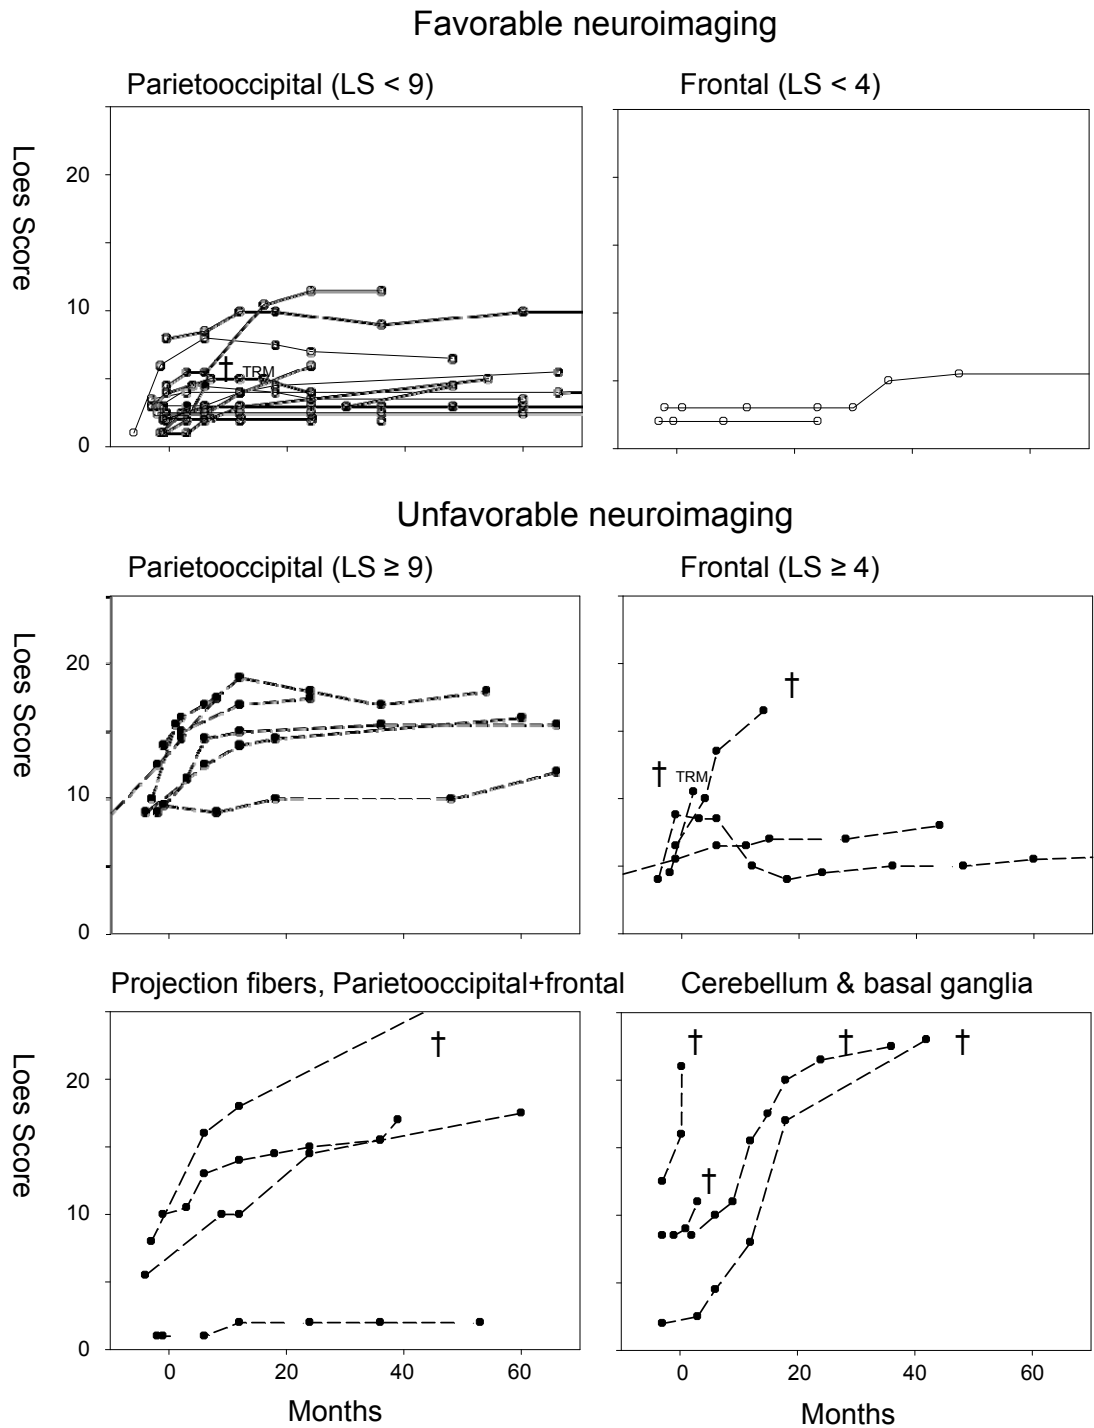 Favorable neuroimaging
Parietooccipital (LS < 9)
Frontal (LS < 4)
Loes Score
20
10
0
† TRM
Unfavorable neuroimaging
Parietooccipital (LS ≥ 9)
Frontal (LS ≥ 4)
Loes Score
20
10
0
†
† TRM
Projection fibers, Parietooccipital+frontal
Cerebellum & basal ganglia
Loes Score
20
10
0
†
† † †
†
0 20 40 60
0 20 40 60
Months
Months